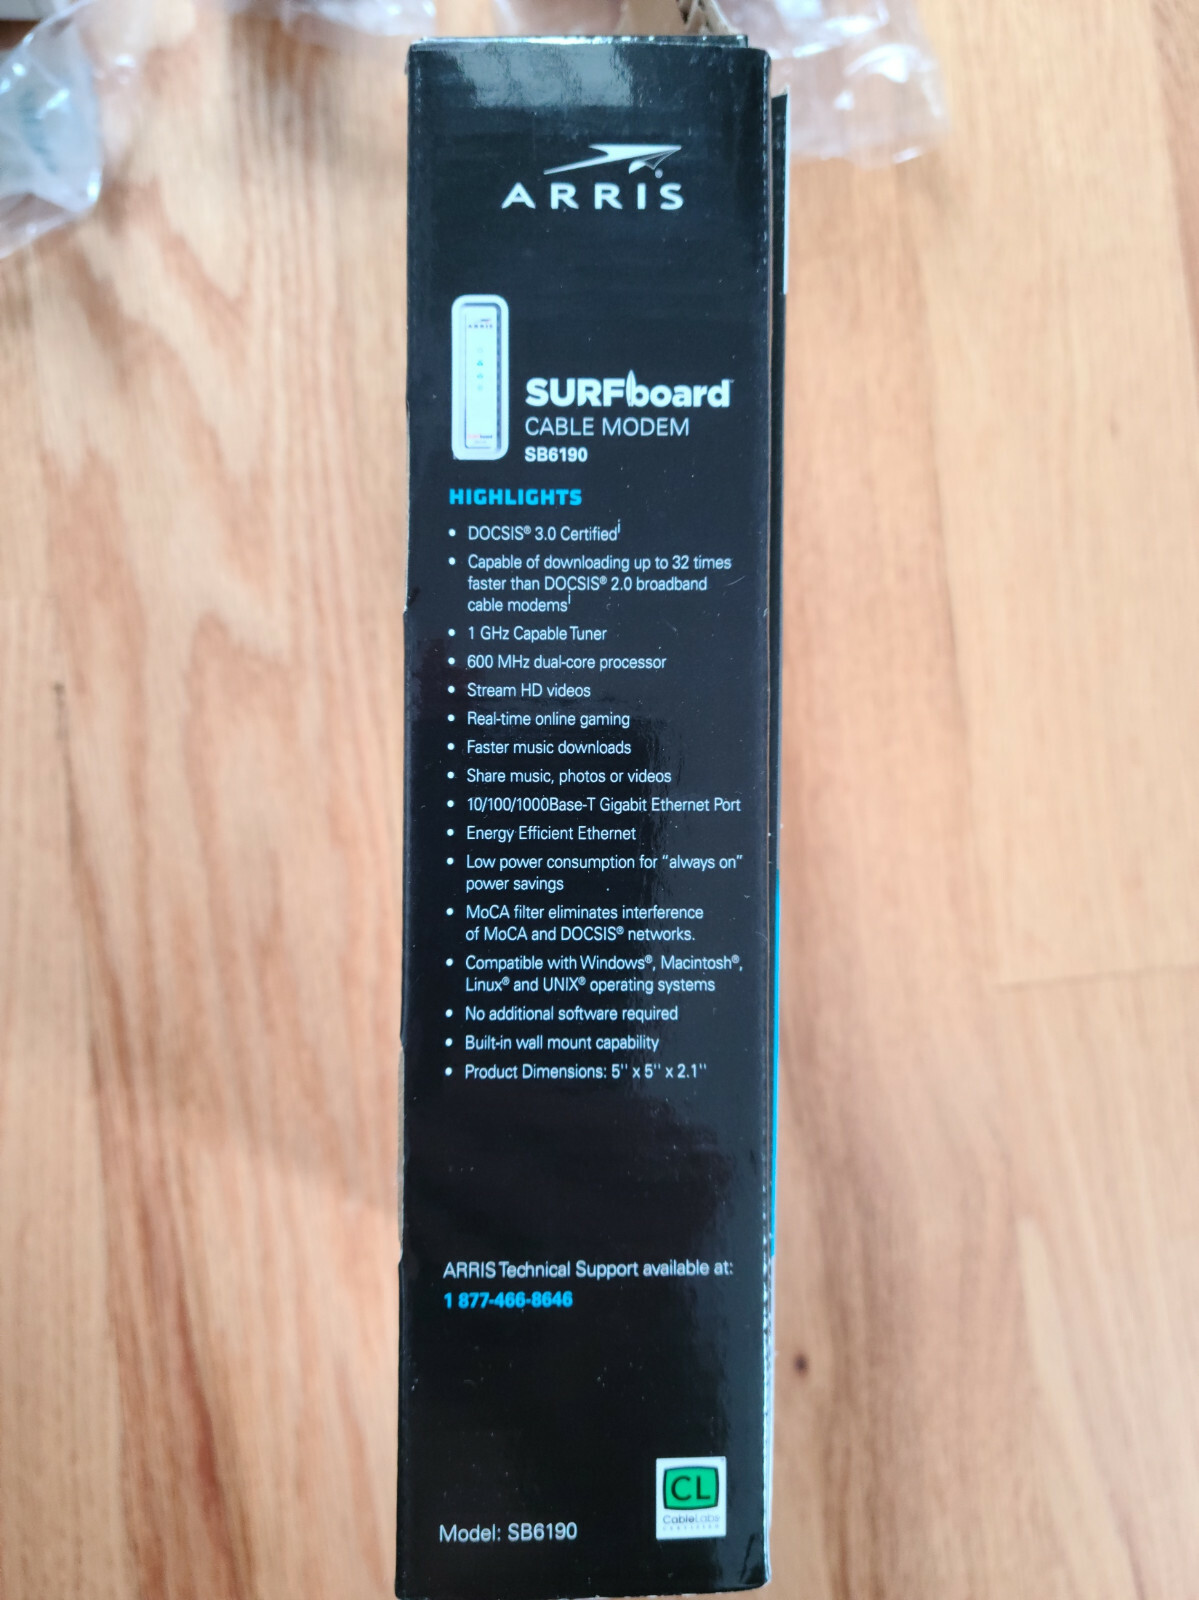 ARRIS
ARRIS
SURFboard™
CABLE MODEM
SB6190
HIGHLIGHTS
• DOCSIS® 3.0 Certifiedⁱ
• Capable of downloading up to 32 times
faster than DOCSIS® 2.0 broadband
cable modemsⁱ
• 1 GHz Capable Tuner
• 600 MHz dual-core processor
• Stream HD videos
• Real-time online gaming
• Faster music downloads
• Share music, photos or videos
• 10/100/1000Base-T Gigabit Ethernet Port
• Energy Efficient Ethernet
• Low power consumption for “always on”
power savings
• MoCA filter eliminates interference
of MoCA and DOCSIS® networks.
• Compatible with Windows®, Macintosh®,
Linux® and UNIX® operating systems
• No additional software required
• Built-in wall mount capability
• Product Dimensions: 5'' x 5'' x 2.1''
ARRIS Technical Support available at:
1 877-466-8646
CL
CableLabs
CERTIFIED
Model: SB6190